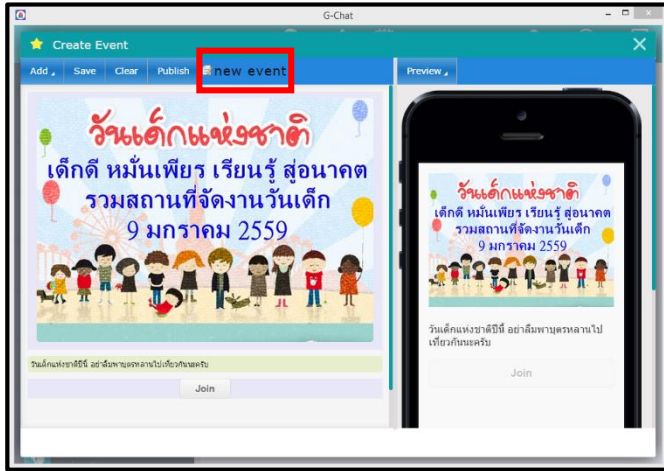 G-Chat
Create Event
Add Save Clear Publish new event
Preview
วันเด็กแห่งชาติ
เด็กดี หมั่นเพียร เรียนรู้ สู่อนาคต
รวมสถานที่จัดงานวันเด็ก
9 มกราคม 2559
วันเด็กแห่งชาติปีนี้ อย่าลืมพาบุตรหลานไปเที่ยวกันนะครับ
Join
วันเด็กแห่งชาติ
เด็กดี หมั่นเพียร เรียนรู้ สู่อนาคต
รวมสถานที่จัดงานวันเด็ก
9 มกราคม 2559
วันเด็กแห่งชาติปีนี้ อย่าลืมพาบุตรหลานไป
เที่ยวกันนะครับ
Join